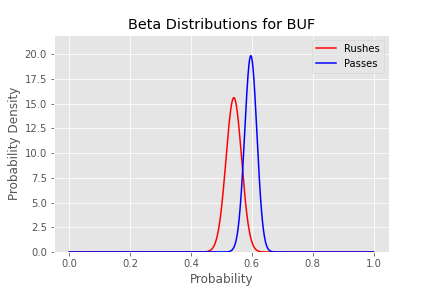 Beta Distributions for BUF
Rushes
Passes
Probability Density
20.0
17.5
15.0
12.5
10.0
7.5
5.0
2.5
0.0
0.0 0.2 0.4 0.6 0.8 1.0
Probability